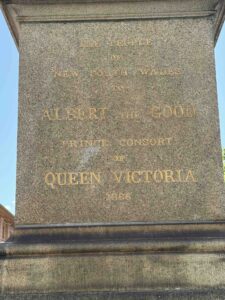 THE PEOPLE
OF
NEW SOUTH WALES
TO
ALBERT THE GOOD
PRINCE CONSORT
OF
QUEEN VICTORIA
1866